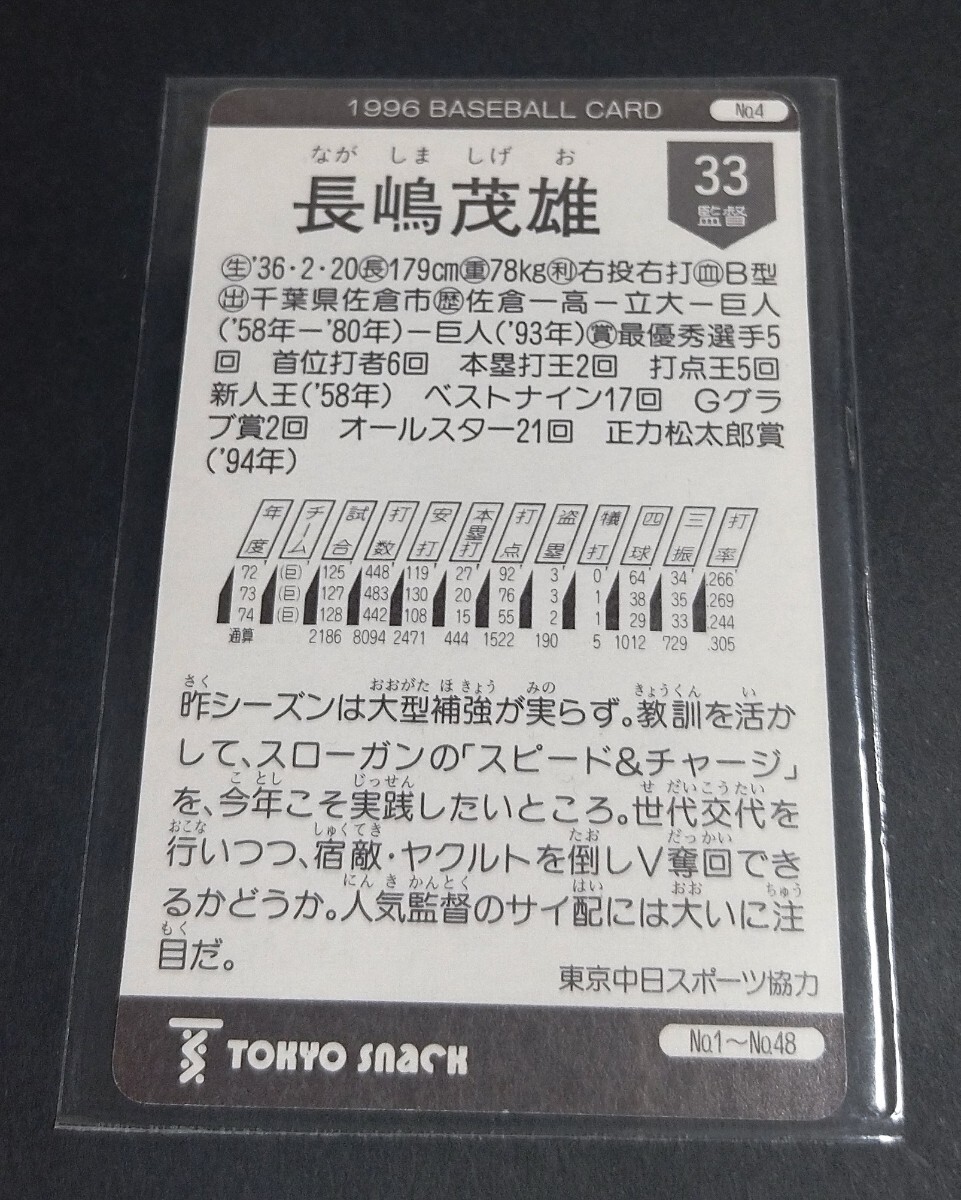 1996 BASEBALL CARD No.4
なが しま しげ お
長嶋茂雄
33
監督
㊌'36・2・20㊐179cm㊐78kg㊐右投右打㊐B型
㊐千葉県佐倉市㊐佐倉一高ー立大ー巨人
('58年ー'80年)ー巨人('93年)㊐最優秀選手5
回 首位打者6回 本塁打王2回 打点王5回
新人王('58年) ベストナイン17回 Gグラ
ブ賞2回 オールスター21回 正力松太郎賞
('94年)
年度 チーム 試合 打数 安打 本塁打 打点 盗塁 犠打 四球 三振 打率
72 (巨) 125 448 119 27 92 3 0 64 34 .266
73 (巨) 127 483 130 20 76 3 1 38 35 .269
74 (巨) 128 442 108 15 55 2 1 29 33 .244
通算 2186 8094 2471 444 1522 190 5 1012 729 .305
さく おおがた ほ きょう みの きょうくん い
昨シーズンは大型補強が実らず。教訓を活か
して、スローガンの「スピード&チャージ」
こ とし じっせん せ だいこうたい
を、今年こそ実践したいところ。世代交代を
おこな しゅくてき たお だっかい
行いつつ、宿敵・ヤクルトを倒しV奪回でき
にん き かんとく はい おお ちゅう
るかどうか。人気監督のサイ配には大いに注
もく
目だ。
東京中日スポーツ協力
TOKYO SNACK
No.1〜No.48